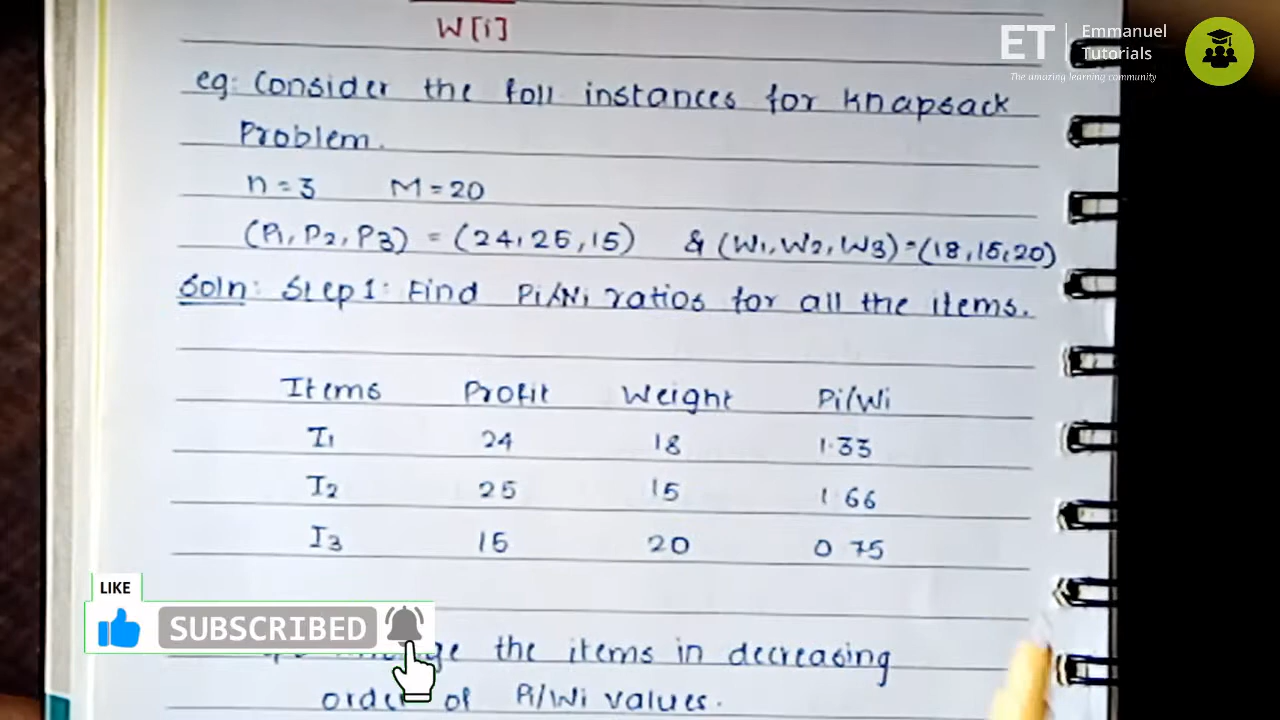 W[i]
ET Emmanuel
Tutorials
The amazing learning community
eg: Consider the foll instances for knapsack
Problem.
n = 3 M = 20
(P1, P2, P3) = (24, 25, 15) & (W1, W2, W3) = (18, 15, 20)
Soln: Step 1: Find Pi/Wi ratios for all the items.
Items Profit Weight Pi/Wi
I1 24 18 1.33
I2 25 15 1.66
I3 15 20 0.75
LIKE
SUBSCRIBED
the items in decreasing
order of Pi/Wi values.